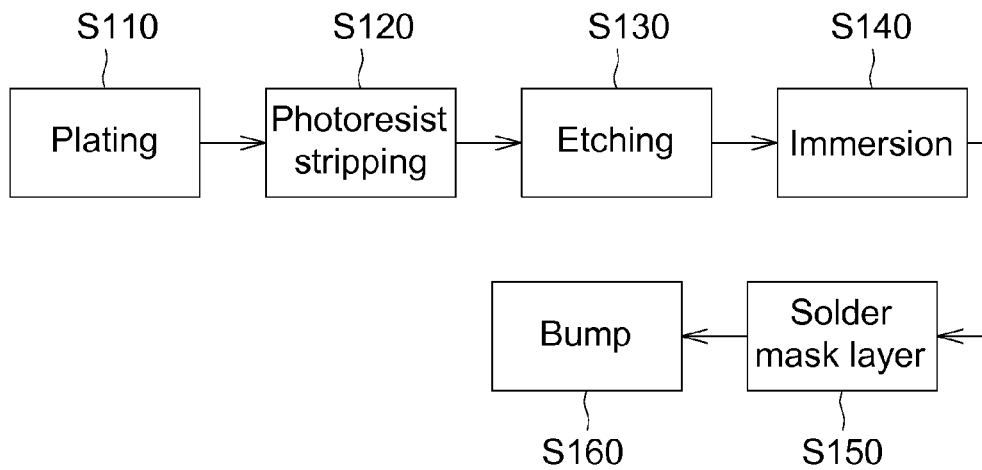 S110
S120
S130
S140
Plating
Photoresist
stripping
Etching
Immersion
Bump
Solder
mask layer
S160
S150